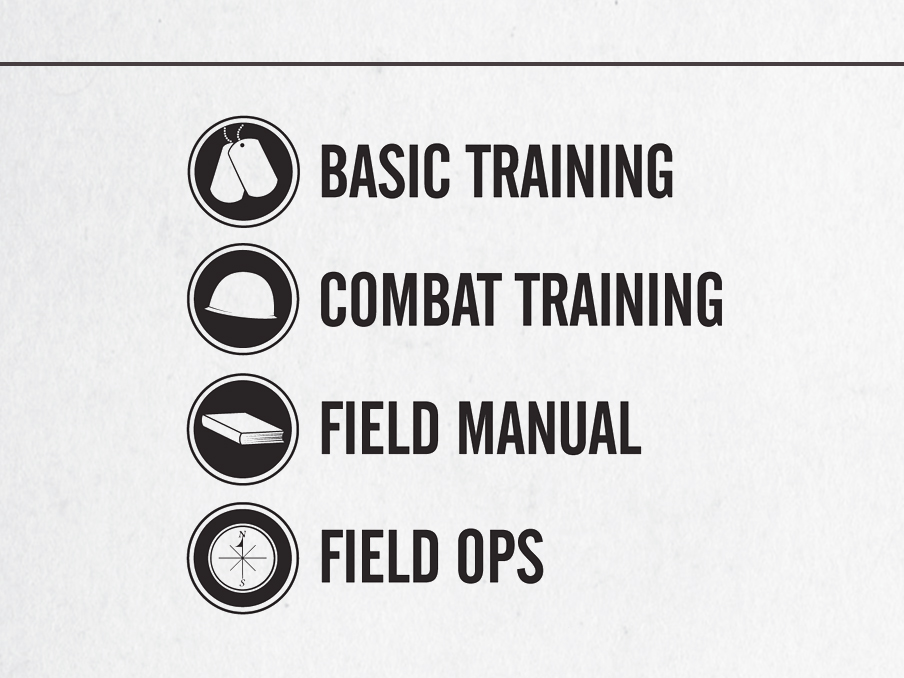 BASIC TRAINING
COMBAT TRAINING
FIELD MANUAL
N
FIELD OPS
S